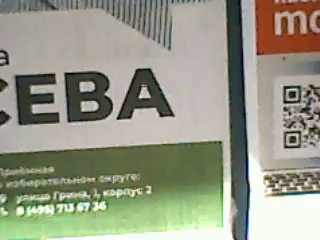 а
СЕВА
Приёмная
в избирательном округе:
улица Грина, 1, корпус 2
8 (495) 713 67 36
mo